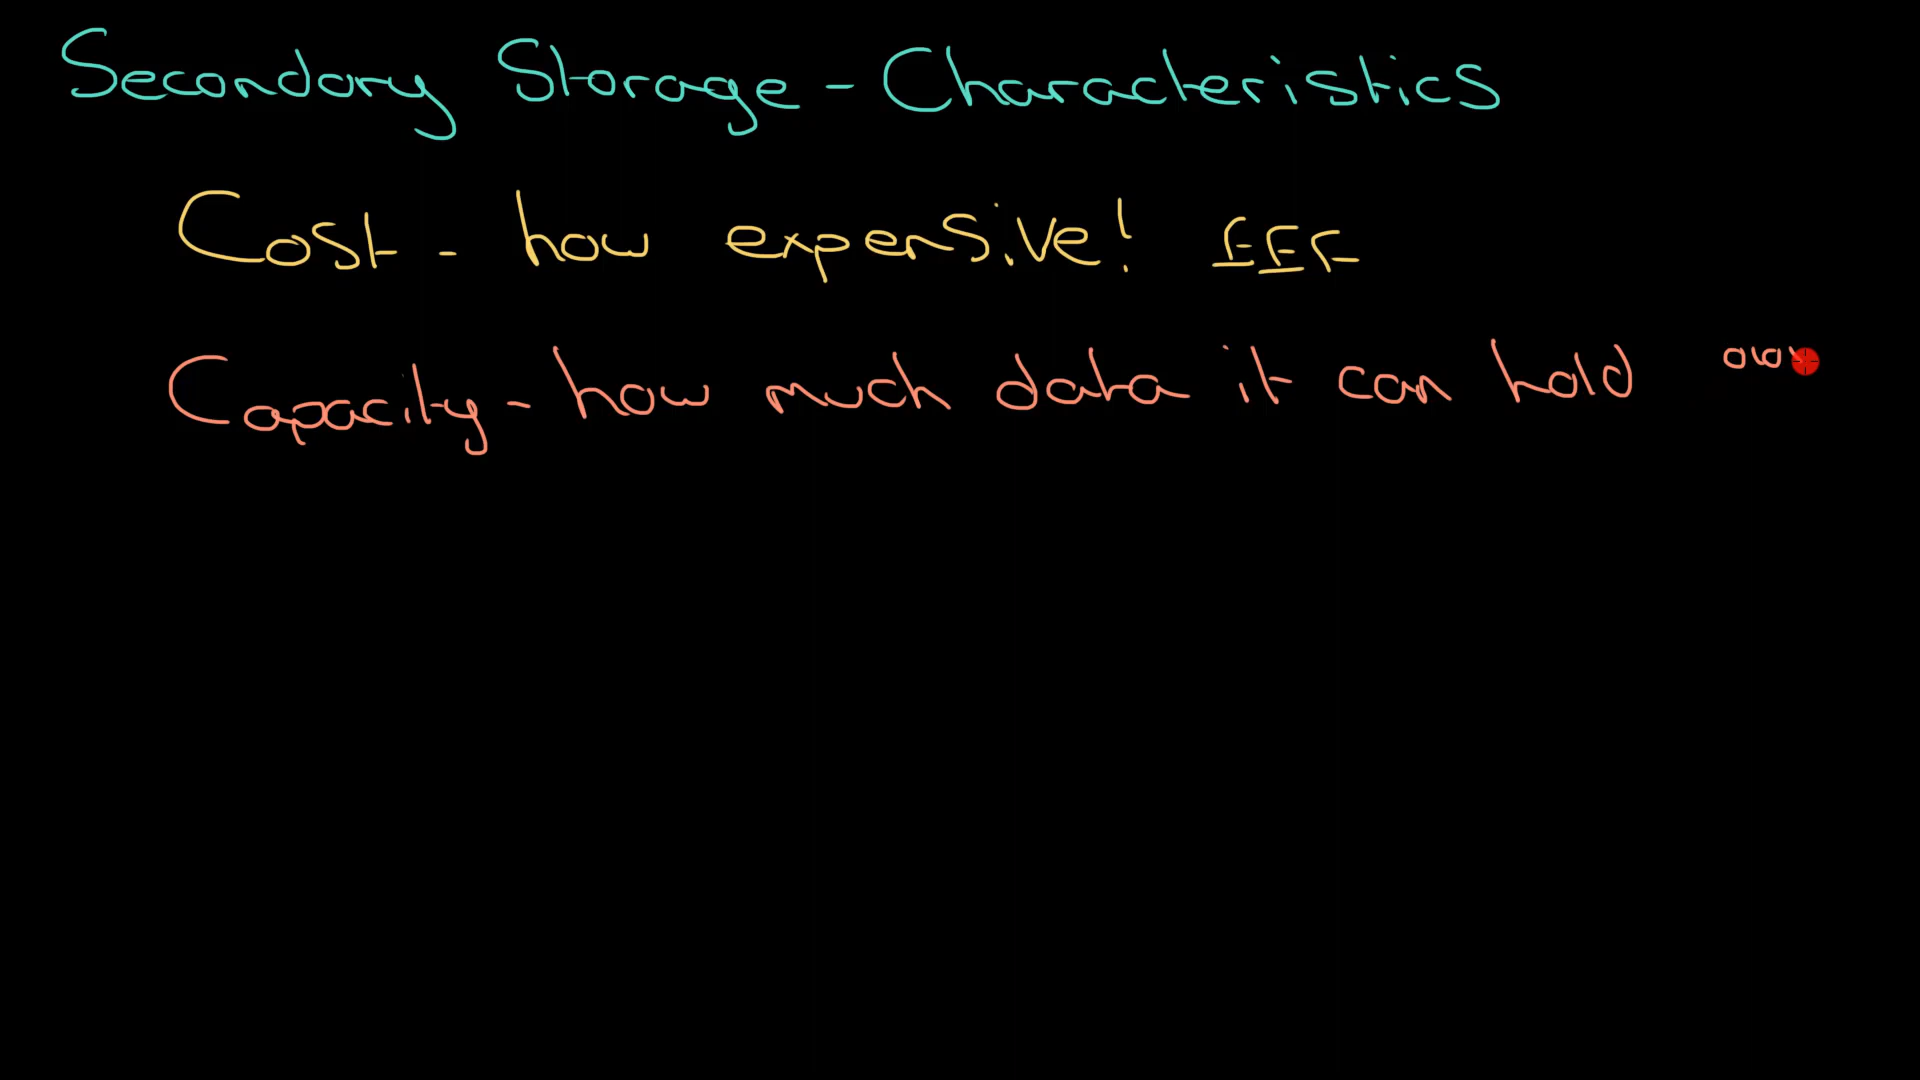 Secondary Storage - Characteristics
Cost - how expensive! £££
Capacity - how much data it can hold